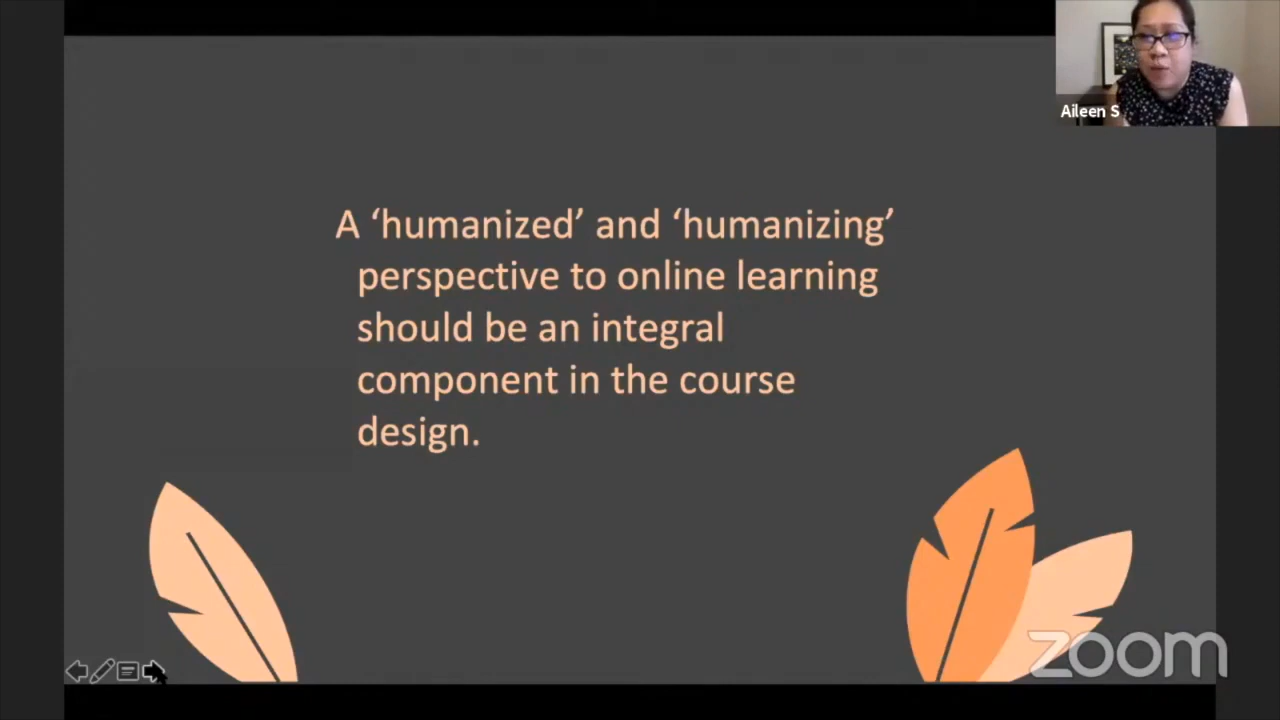 Aileen S
A ‘humanized’ and ‘humanizing’
perspective to online learning
should be an integral
component in the course
design.
zoom